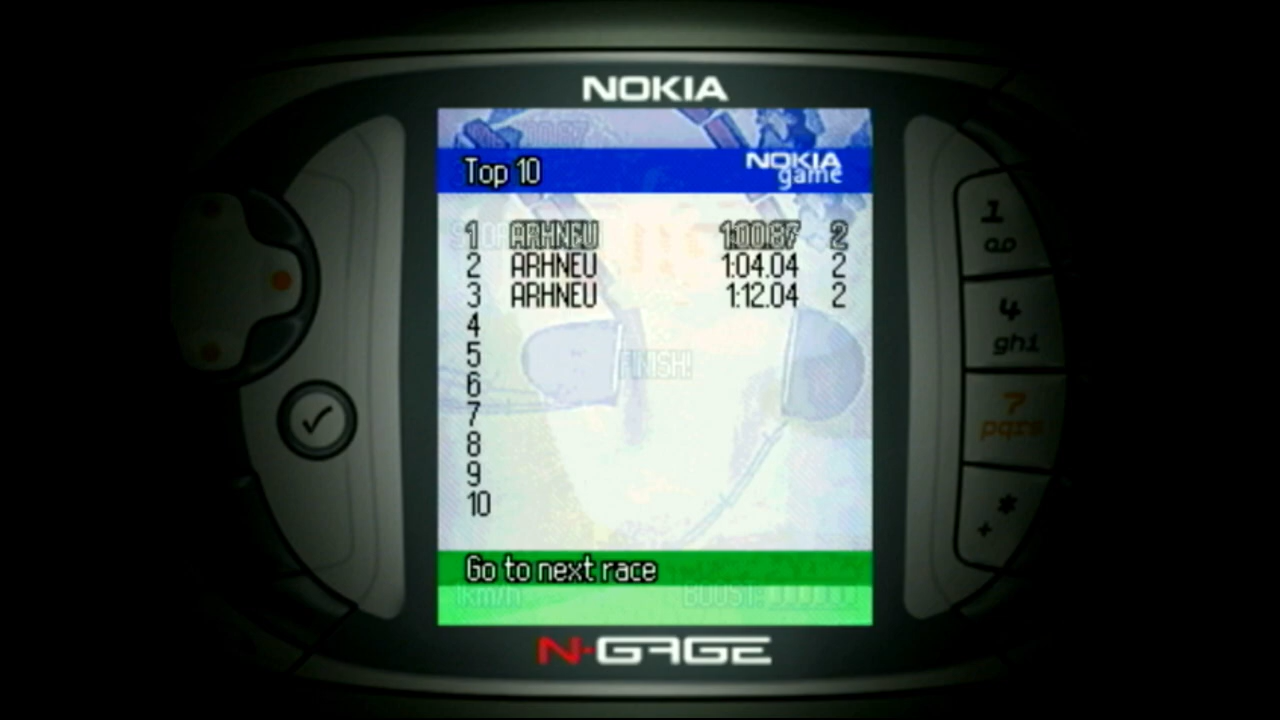 NOKIA
Top 10 NOKIA game
1 ARHNEU 1:00.87 2
2 ARHNEU 1:04.04 2
3 ARHNEU 1:12.04 2
4
5
FINISH!
6
7
8
9
10
Go to next race
1km/h BOOST:
N-GAGE
1
4
ghi
7
pqrs
*
+